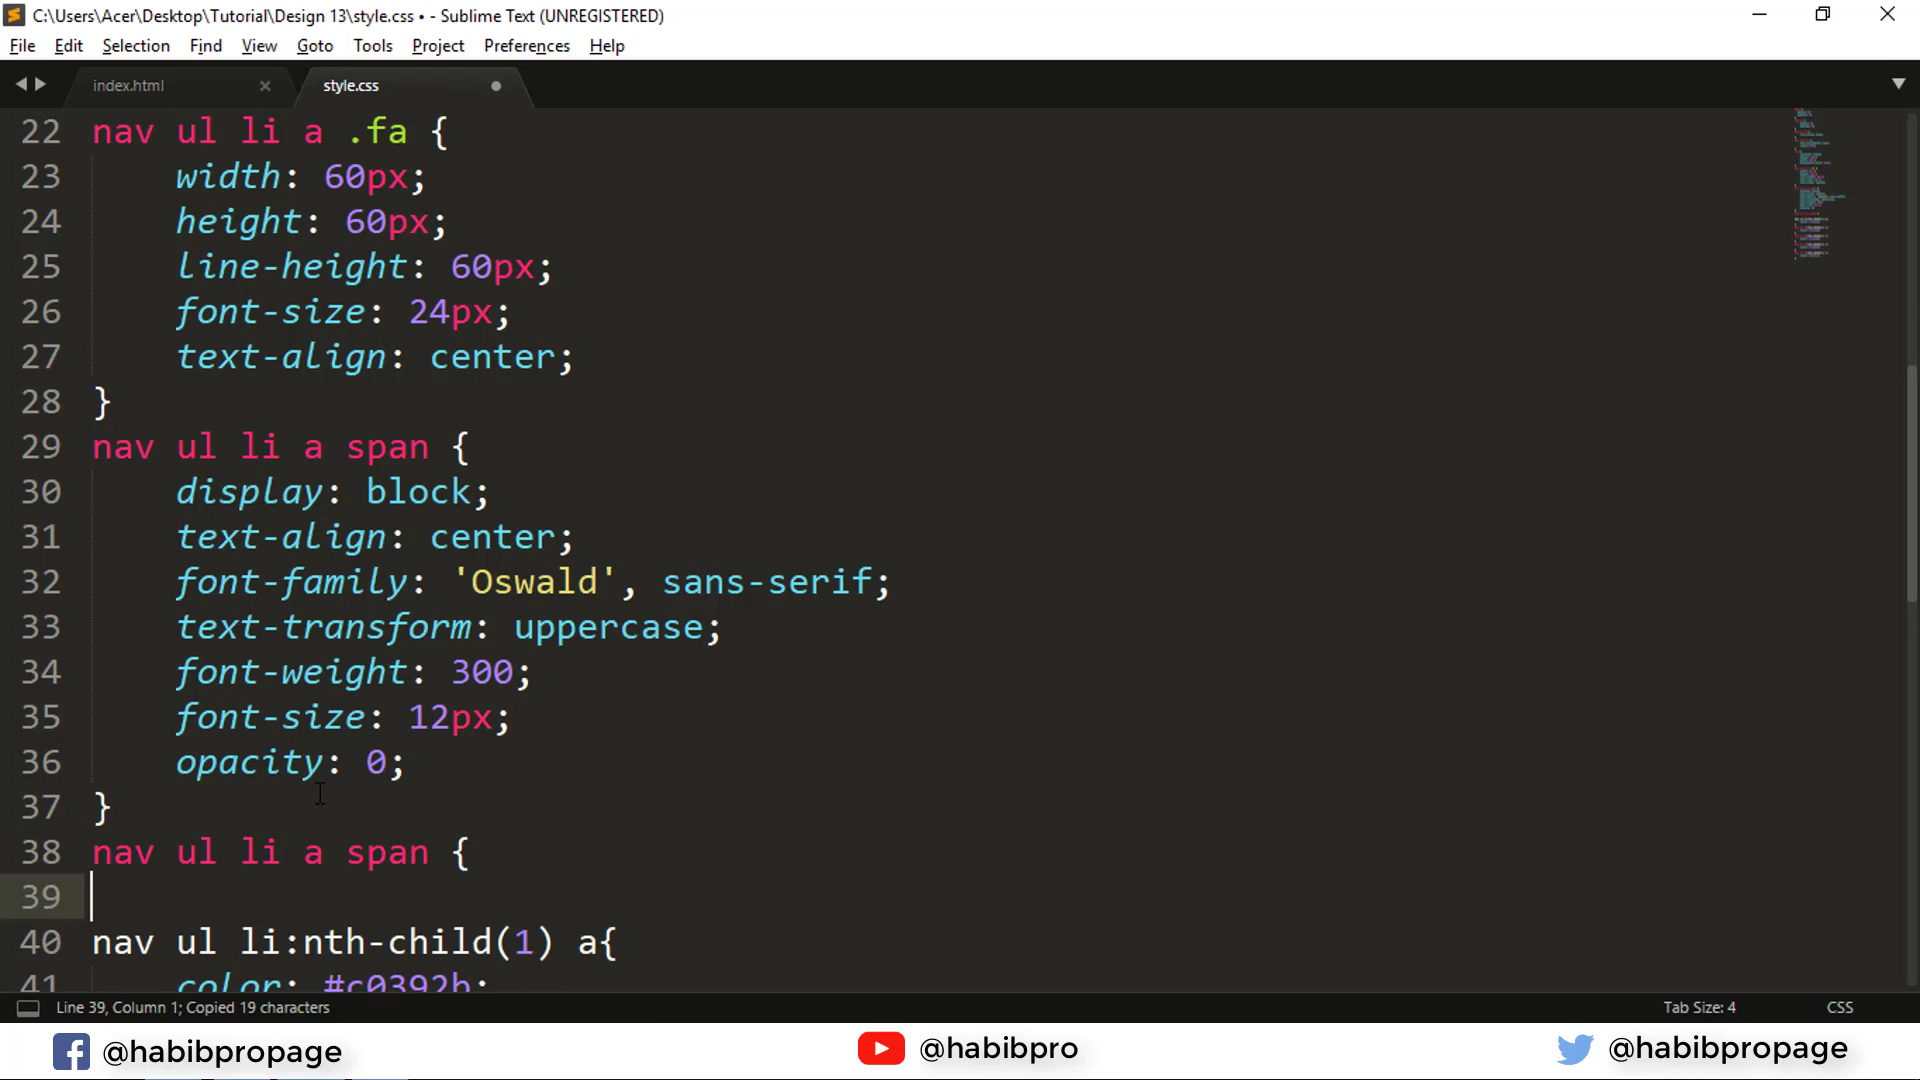 C:\Users\Acer\Desktop\Tutorial\Design 13\style.css • - Sublime Text (UNREGISTERED)
File Edit Selection Find View Goto Tools Project Preferences Help
index.html × style.css
22 nav ul li a .fa {
23 width: 60px;
24 height: 60px;
25 line-height: 60px;
26 font-size: 24px;
27 text-align: center;
28 }
29 nav ul li a span {
30 display: block;
31 text-align: center;
32 font-family: 'Oswald', sans-serif;
33 text-transform: uppercase;
34 font-weight: 300;
35 font-size: 12px;
36 opacity: 0;
37 }
38 nav ul li a span {
39
40 nav ul li:nth-child(1) a{
41 color: #c0392b;
Line 39, Column 1; Copied 19 characters Tab Size: 4 CSS
@habibpropage @habibpro @habibpropage